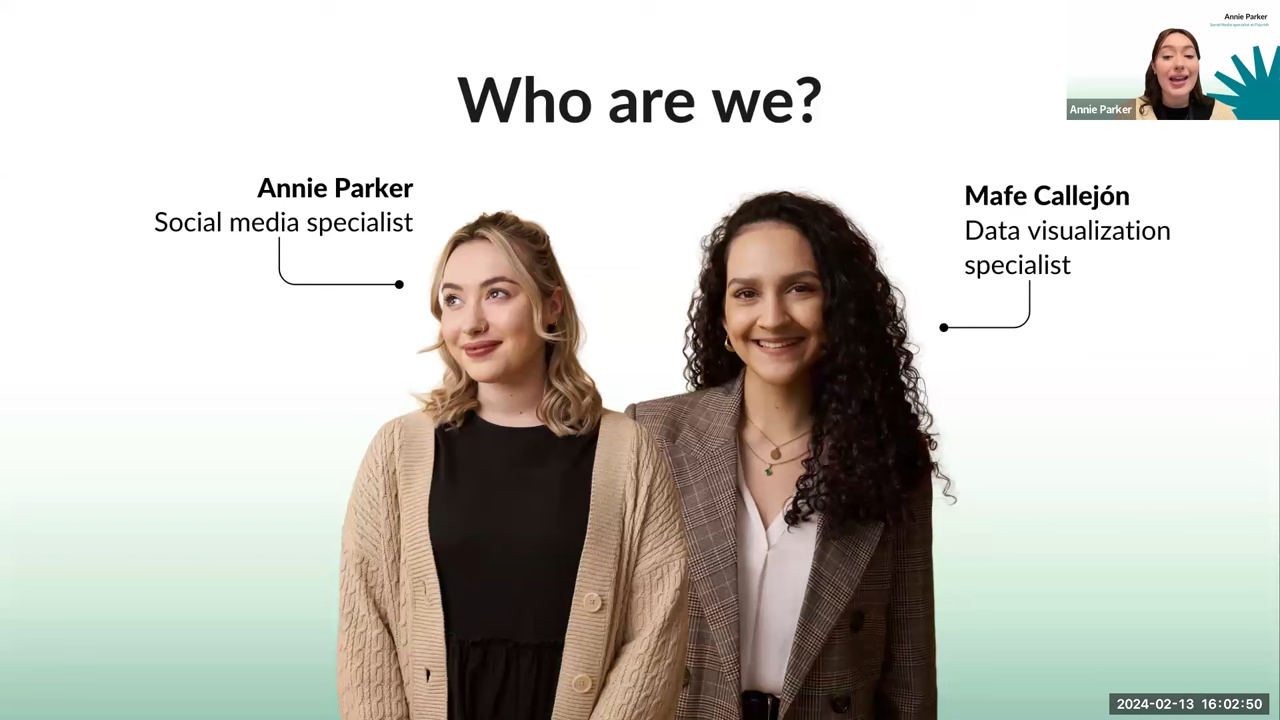 Annie Parker
Who are we?
Annie Parker
Annie Parker
Social media specialist
Mafe Callejón
Data visualization
specialist
2024-02-13 16:02:50